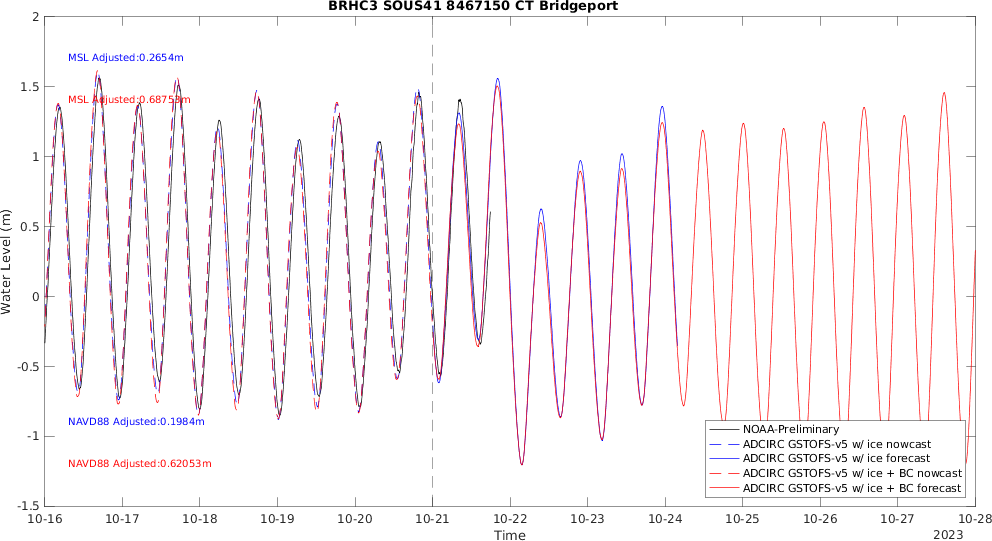 BRHC3 SOUS41 8467150 CT Bridgeport
Water Level (m)
2
1.5
1
0.5
0
-0.5
-1
-1.5
MSL Adjusted:0.2654m
MSL Adjusted:0.68753m
NAVD88 Adjusted:0.1984m
NAVD88 Adjusted:0.62053m
NOAA-Preliminary
ADCIRC GSTOFS-v5 w/ ice nowcast
ADCIRC GSTOFS-v5 w/ ice forecast
ADCIRC GSTOFS-v5 w/ ice + BC nowcast
ADCIRC GSTOFS-v5 w/ ice + BC forecast
10-16 10-17 10-18 10-19 10-20 10-21 10-22 10-23 10-24 10-25 10-26 10-27 10-28
Time
2023